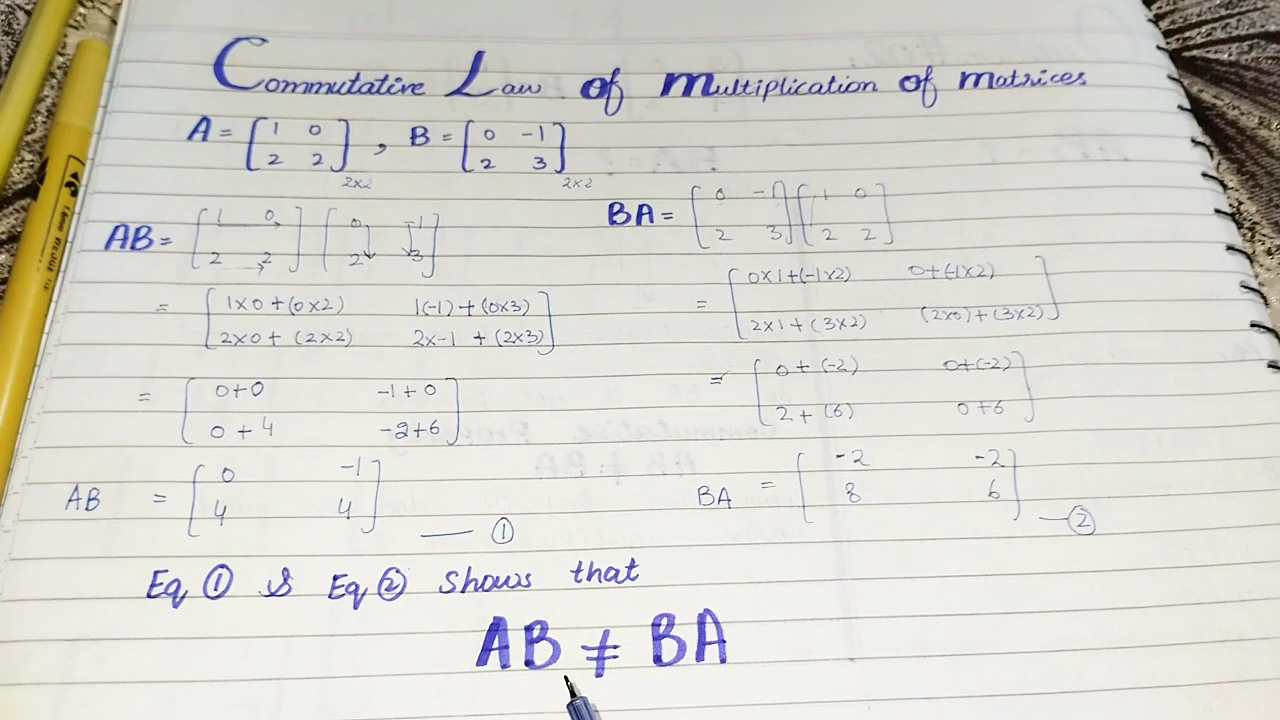 Commutative Law of multiplication of matrices
A = [1 0
2 2] 2x2 , B = [0 -1
2 3] 2x2
AB = [1 0
2 2] [0 -1
2 3]
= [1x0+(0x2) 1(-1)+(0x3)
2x0+(2x2) 2x-1+(2x3)]
= [0+0 -1+0
0+4 -2+6]
AB = [0 -1
4 4] — ①
BA = [0 -1
2 3] [1 0
2 2]
= [0x1+(-1x2) 0+(-1x2)
2x1+(3x2) (2x0)+(3x2)]
= [0+(-2) 0+(-2)
2+(6) 0+6]
BA = [-2 -2
8 6] — ②
Eq ① & Eq ② shows that
AB ≠ BA